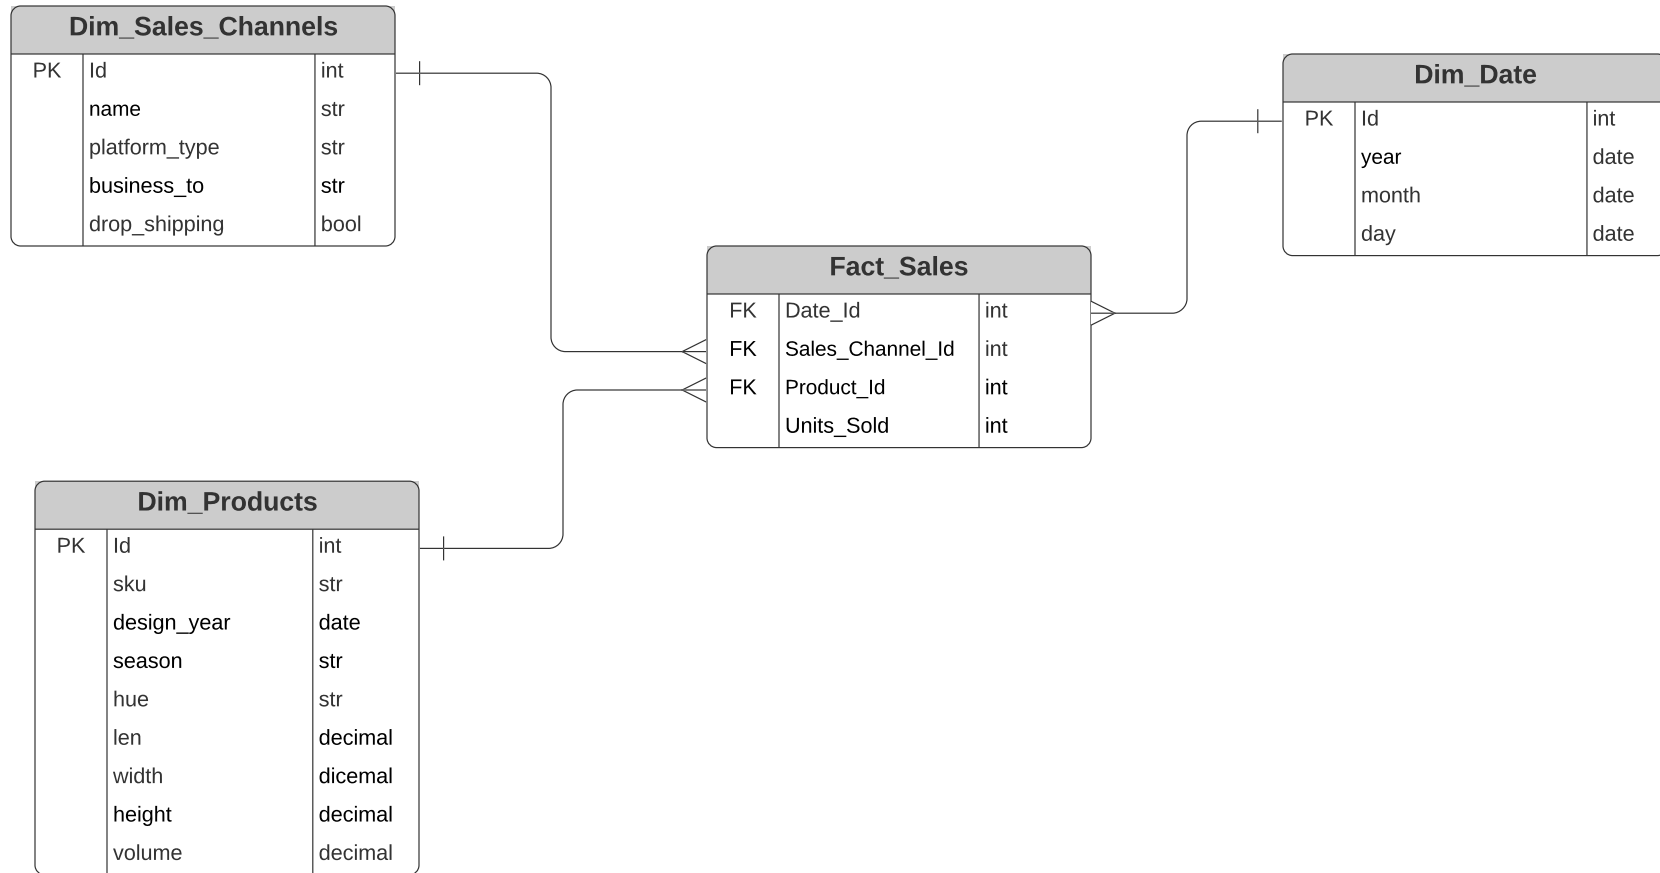 Dim_Sales_Channels
PK Id int
name str
platform_type str
business_to str
drop_shipping bool
Dim_Date
PK Id int
year date
month date
day date
Fact_Sales
FK Date_Id int
FK Sales_Channel_Id int
FK Product_Id int
Units_Sold int
Dim_Products
PK Id int
sku str
design_year date
season str
hue str
len decimal
width dicemal
height decimal
volume decimal